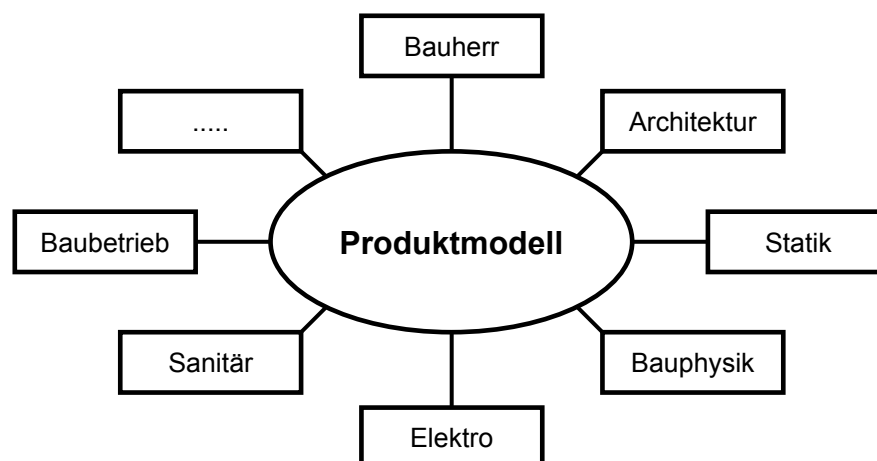 Bauherr
.....
Architektur
Baubetrieb
Produktmodell
Statik
Sanitär
Bauphysik
Elektro